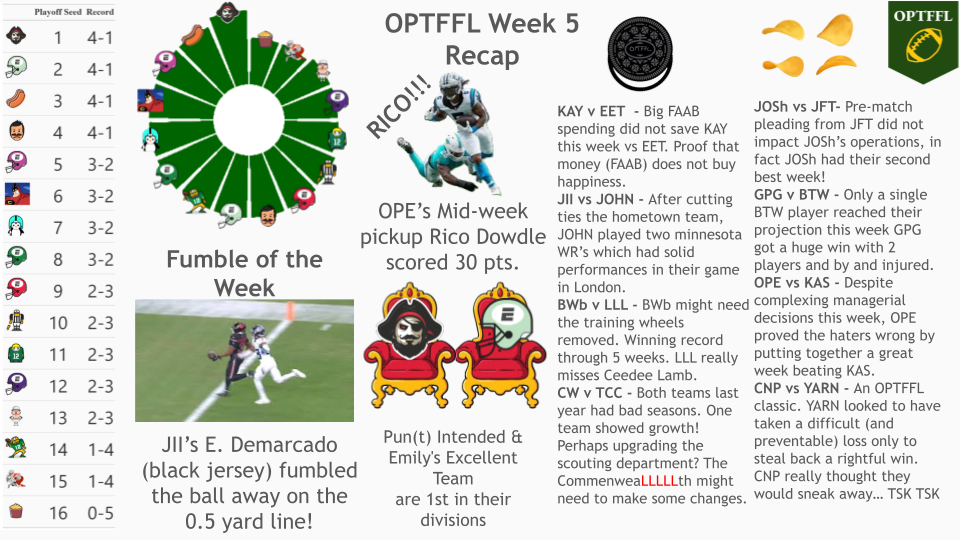 Playoff Seed Record
1 4-1
2 4-1
3 4-1
4 4-1
5 3-2
6 3-2
7 3-2
8 3-2
9 2-3
10 2-3
11 2-3
12 2-3
13 2-3
14 1-4
15 1-4
16 0-5
Fumble of the
Week
JII's E. Demarcado
(black jersey) fumbled
the ball away on the
0.5 yard line!
OPTFFL Week 5
Recap
RICO!!!
OPE's Mid-week
pickup Rico Dowdle
scored 30 pts.
Pun(t) Intended &
Emily's Excellent
Team
are 1st in their
divisions
OPTFFL
KAY v EET - Big FAAB
spending did not save KAY
this week vs EET. Proof that
money (FAAB) does not buy
happiness.
JII vs JOHN - After cutting
ties the hometown team,
JOHN played two minnesota
WR's which had solid
performances in their game
in London.
BWb v LLL - BWb might need
the training wheels
removed. Winning record
through 5 weeks. LLL really
misses Ceedee Lamb.
CW v TCC - Both teams last
year had bad seasons. One
team showed growth!
Perhaps upgrading the
scouting department? The
CommenweaLLLLLth might
need to make some changes.
OPTFFL
JOSh vs JFT- Pre-match
pleading from JFT did not
impact JOSh's operations, in
fact JOSh had their second
best week!
GPG v BTW - Only a single
BTW player reached their
projection this week GPG
got a huge win with 2
players and by and injured.
OPE vs KAS - Despite
complexing managerial
decisions this week, OPE
proved the haters wrong by
putting together a great
week beating KAS.
CNP vs YARN - An OPTFFL
classic. YARN looked to have
taken a difficult (and
preventable) loss only to
steal back a rightful win.
CNP really thought they
would sneak away… TSK TSK